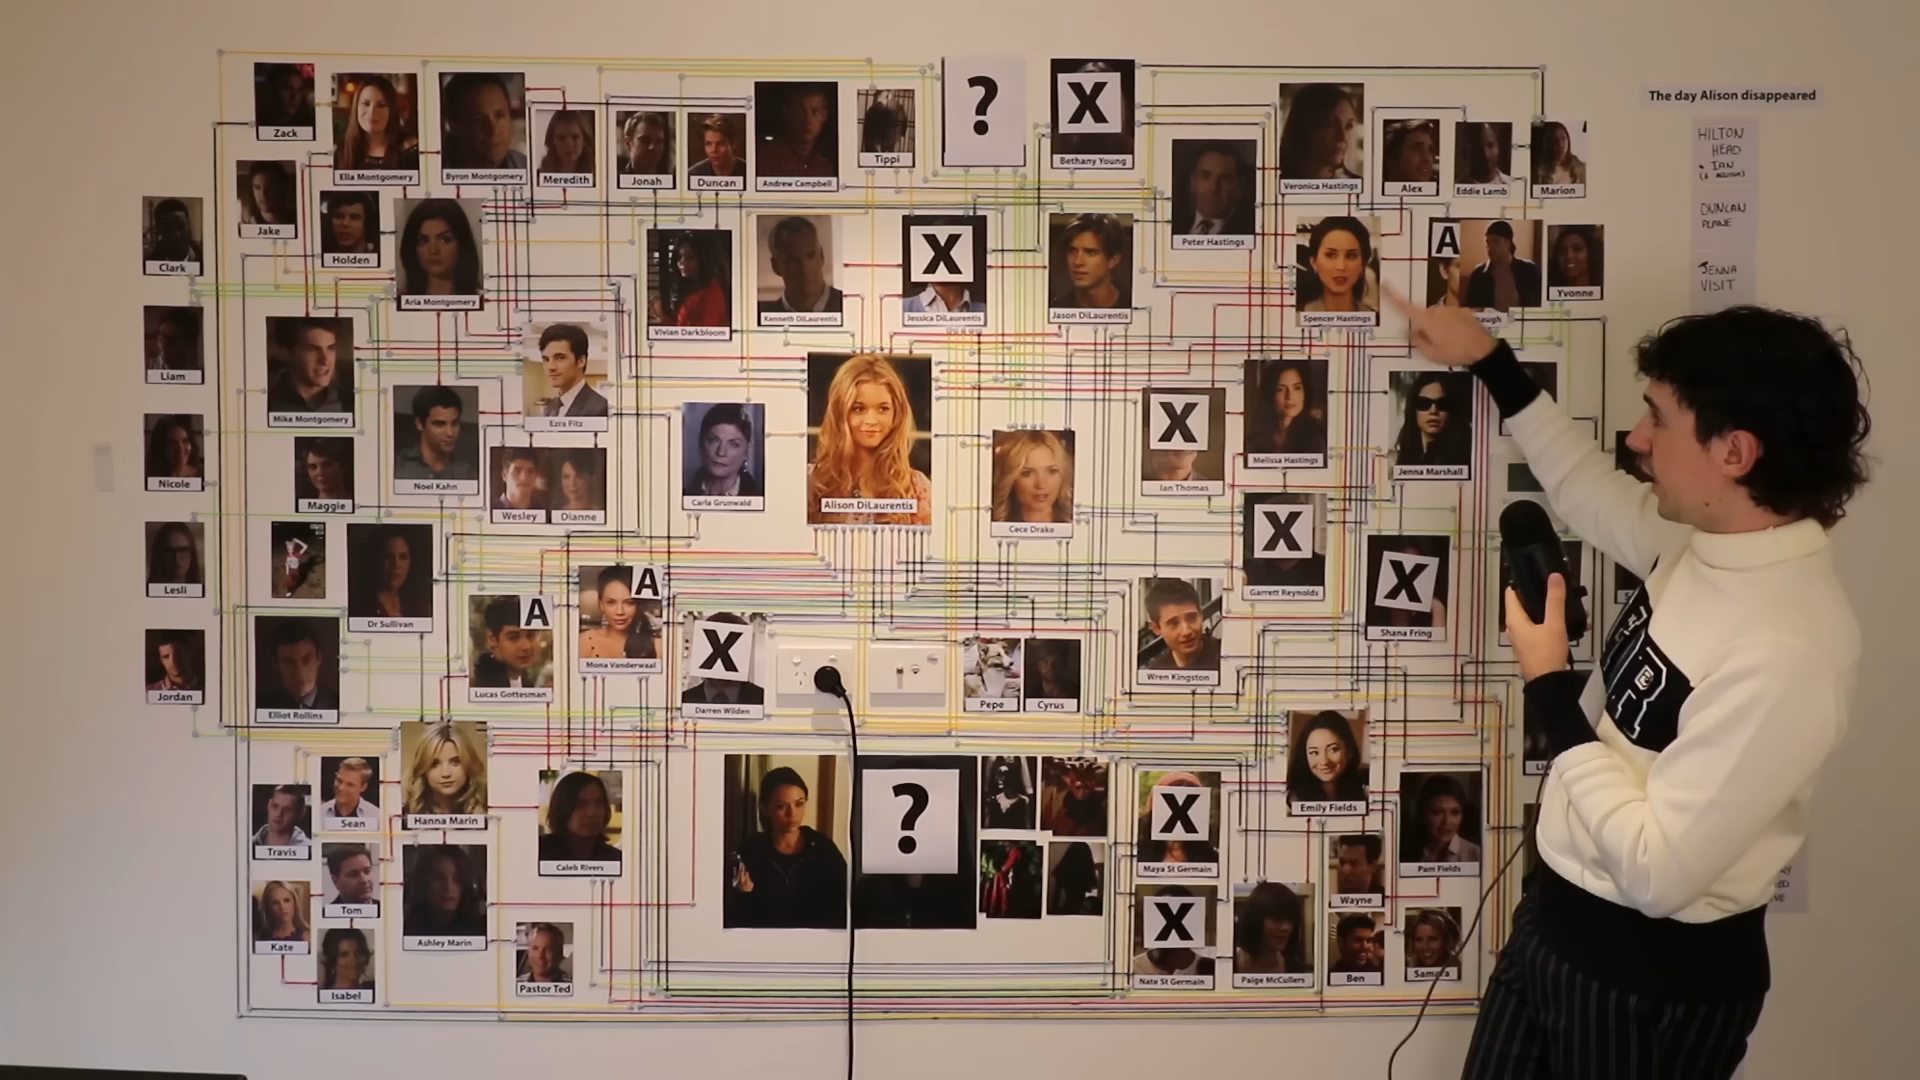 ?
X
The day Alison disappeared
Zack
Ella Montgomery
Byron Montgomery
Meredith
Jonah
Duncan
Andrew Campbell
Tippi
Bethany Young
Veronica Hastings
Alex
Eddie Lamb
Marion
HILTON
HEAD
IAN
DUNCAN
PLANE
JENNA
VISIT
Clark
Jake
Holden
Aria Montgomery
Vivian Darkbloom
Kenneth DiLaurentis
X
Jessica DiLaurentis
Jason DiLaurentis
Peter Hastings
Spencer Hastings
A
Yvonne
Liam
Mike Montgomery
Ezra Fitz
Noel Kahn
Carla Grunwald
Alison DiLaurentis
Cece Drake
X
Ian Thomas
Melissa Hastings
Jenna Marshall
Nicole
Maggie
Wesley
Dianne
Lesli
Dr Sullivan
A
Lucas Gottesman
A
Mona Vanderwaal
X
Darren Wilden
Pepe
Cyrus
Wren Kingston
X
Garrett Reynolds
X
Shana Fring
Jordan
Elliot Rollins
Hanna Marin
Sean
Travis
Tom
Kate
Isabel
Ashley Marin
Caleb Rivers
Pastor Ted
?
X
Maya St Germain
X
Nate St Germain
Emily Fields
Pam Fields
Wayne
Paige McCullers
Ben
Samara